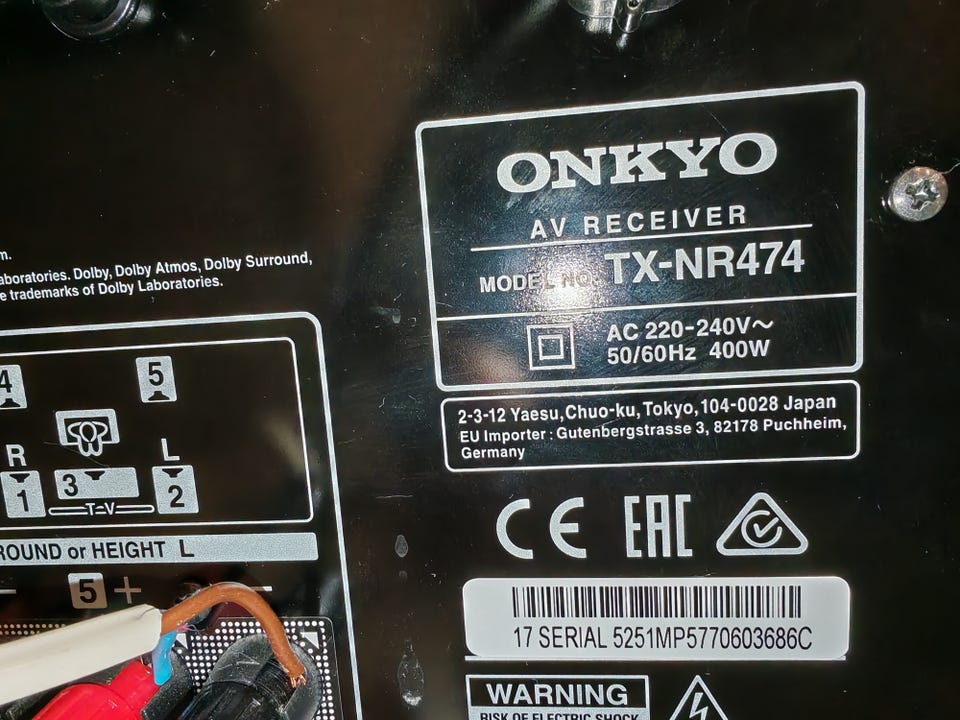 ONKYO
AV RECEIVER
MODEL NO. TX-NR474
AC 220-240V~
50/60Hz 400W
2-3-12 Yaesu,Chuo-ku,Tokyo,104-0028 Japan
EU Importer : Gutenbergstrasse 3, 82178 Puchheim,
Germany
CE EAC
17 SERIAL 5251MP5770603686C
WARNING
RISK OF ELECTRIC SHOCK
m.
aboratories. Dolby, Dolby Atmos, Dolby Surround,
e trademarks of Dolby Laboratories.
4 5
R L
1 3 2
T-V
ROUND or HEIGHT L
– 5 + –